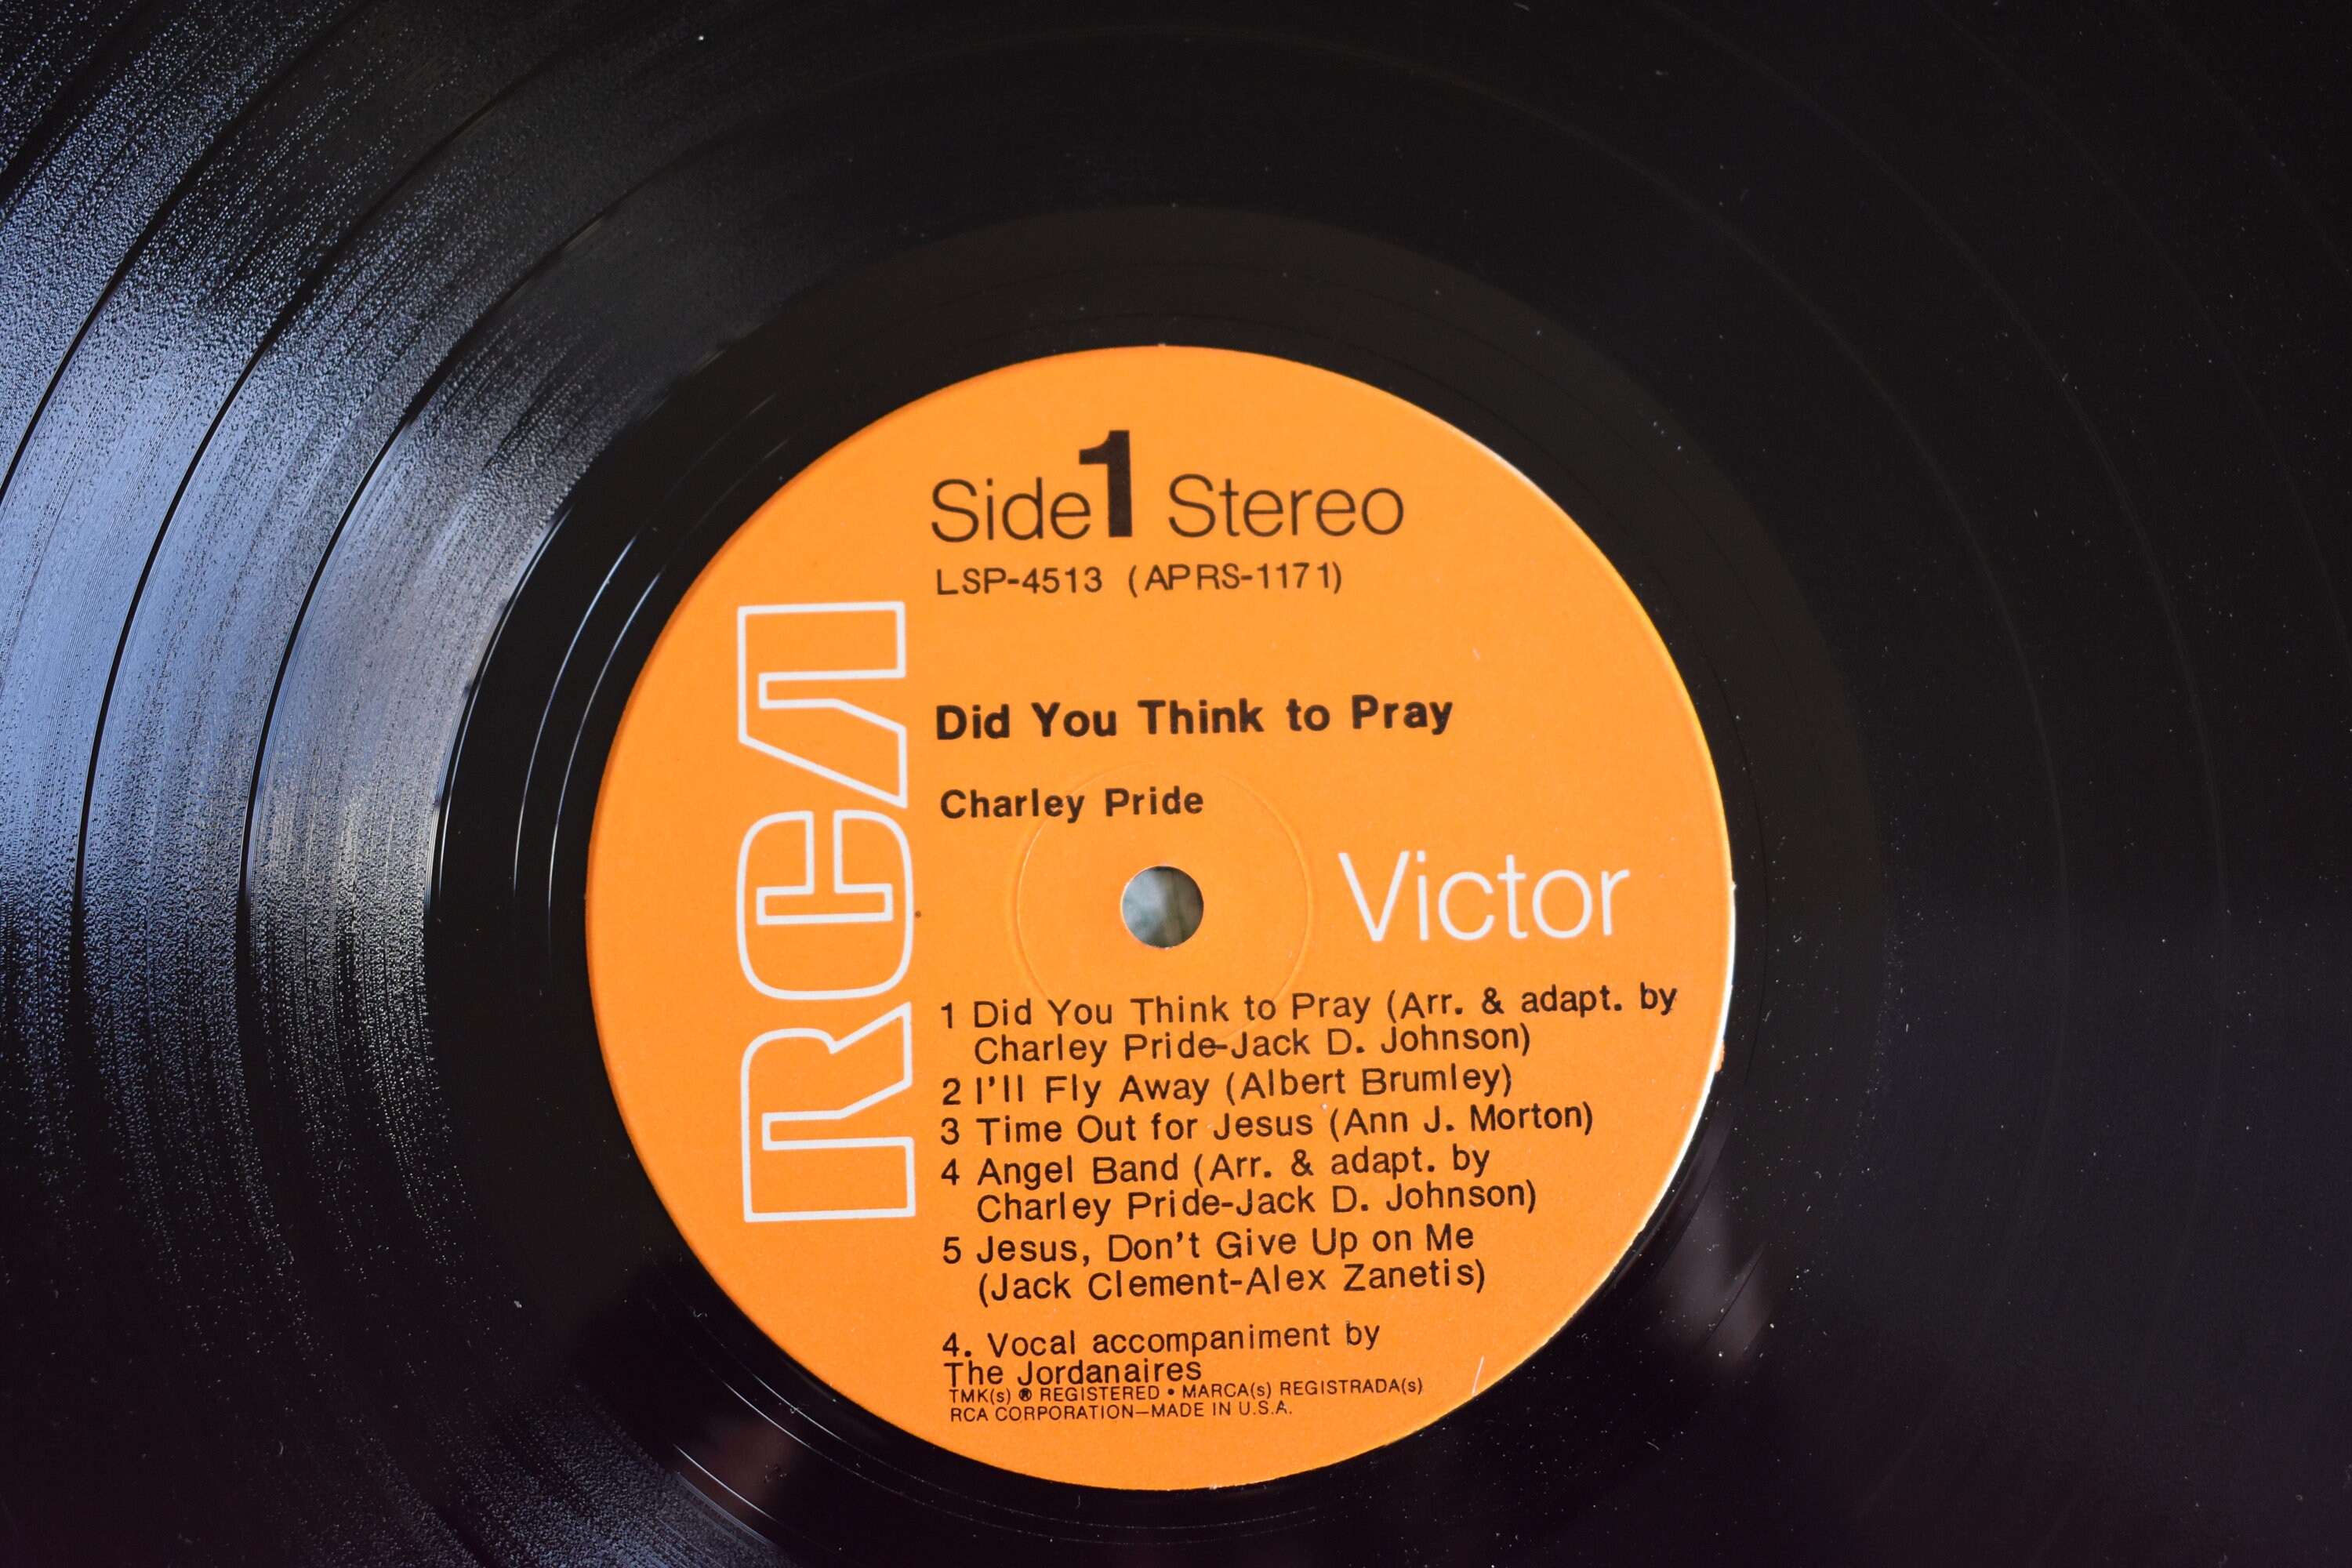 Side 1 Stereo
LSP-4513 (APRS-1171)
RCA
Did You Think to Pray
Charley Pride
Victor
1 Did You Think to Pray (Arr. & adapt. by
Charley Pride-Jack D. Johnson)
2 I'll Fly Away (Albert Brumley)
3 Time Out for Jesus (Ann J. Morton)
4 Angel Band (Arr. & adapt. by
Charley Pride-Jack D. Johnson)
5 Jesus, Don't Give Up on Me
(Jack Clement-Alex Zanetis)
4. Vocal accompaniment by
The Jordanaires
TMK(s) ® REGISTERED • MARCA(s) REGISTRADA(s)
RCA CORPORATION—MADE IN U.S.A.